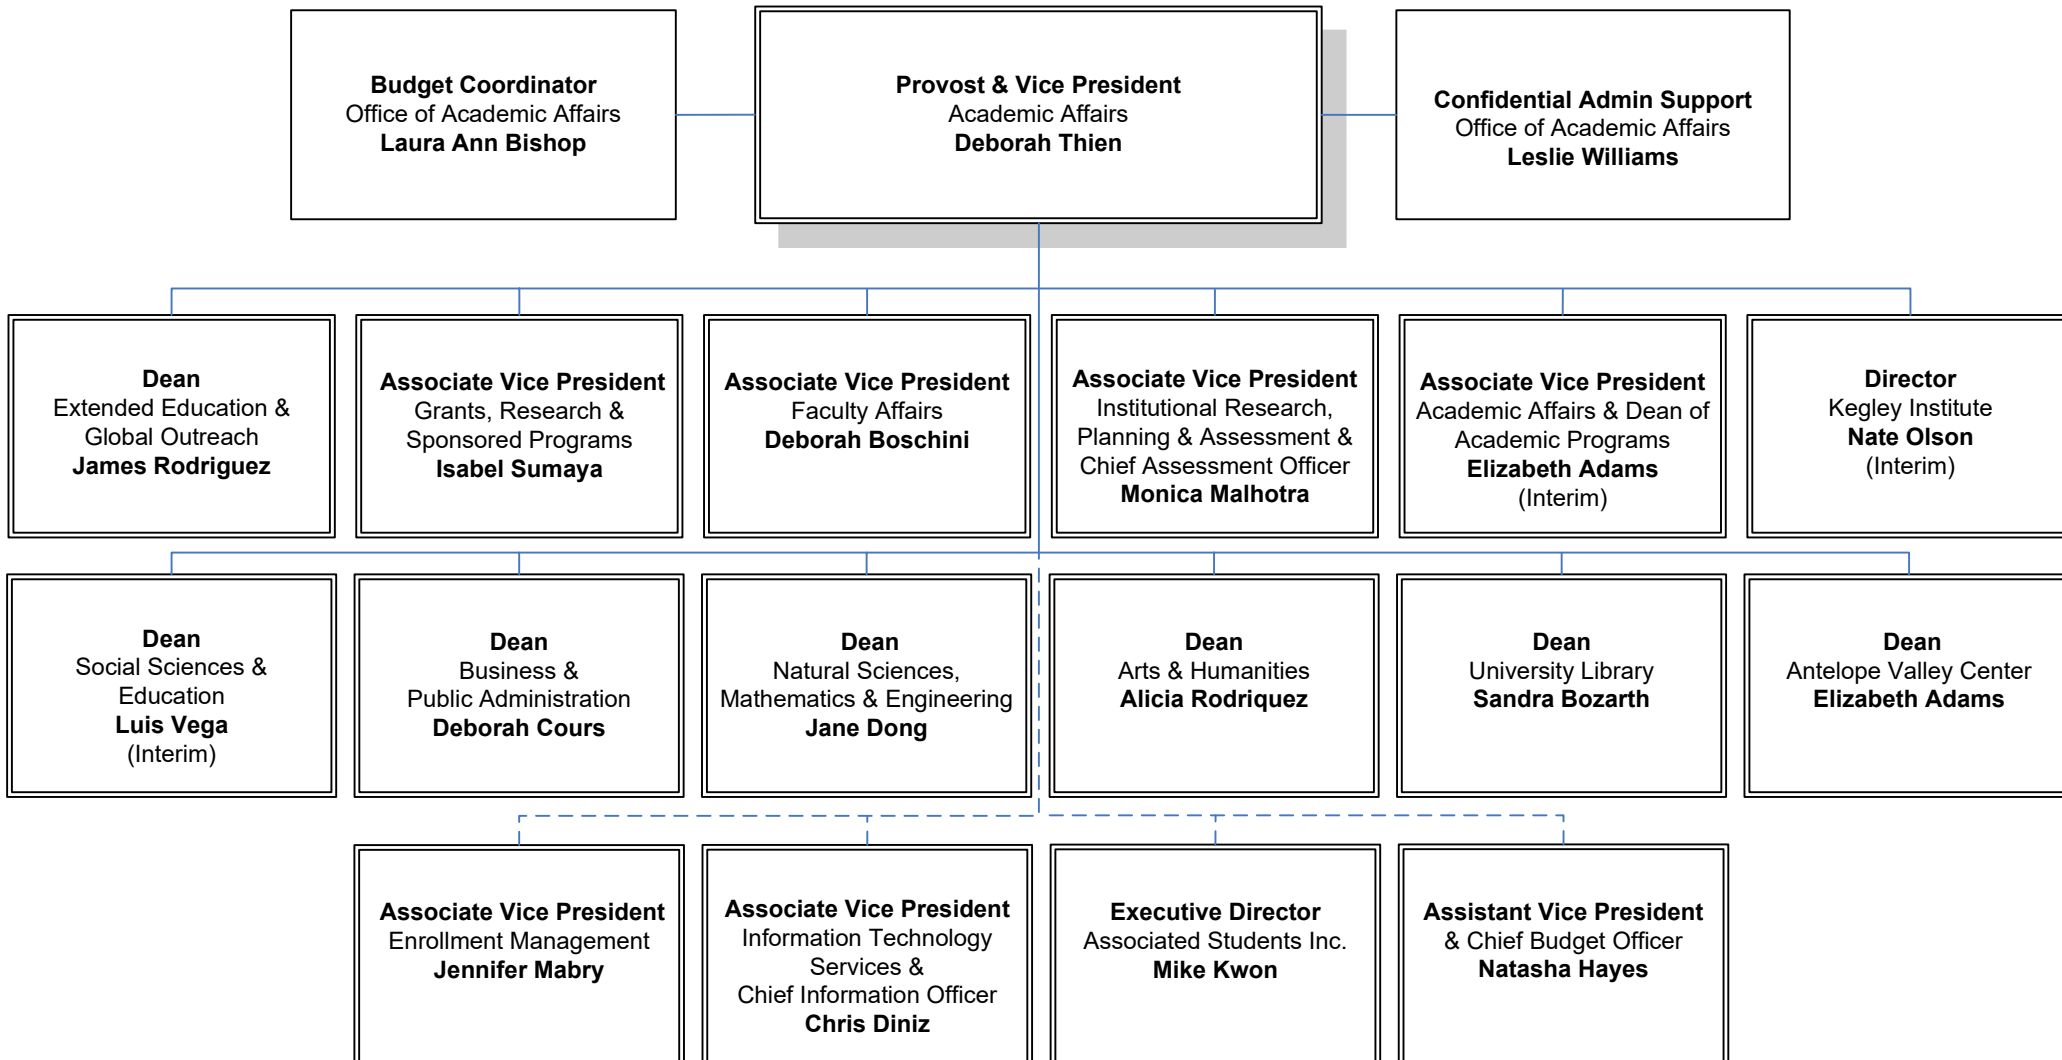 Budget Coordinator
Office of Academic Affairs
Laura Ann Bishop
Provost & Vice President
Academic Affairs
Deborah Thien
Confidential Admin Support
Office of Academic Affairs
Leslie Williams
Dean
Extended Education &
Global Outreach
James Rodriguez
Associate Vice President
Grants, Research &
Sponsored Programs
Isabel Sumaya
Associate Vice President
Faculty Affairs
Deborah Boschini
Associate Vice President
Institutional Research,
Planning & Assessment &
Chief Assessment Officer
Monica Malhotra
Associate Vice President
Academic Affairs & Dean of
Academic Programs
Elizabeth Adams
(Interim)
Director
Kegley Institute
Nate Olson
(Interim)
Dean
Social Sciences &
Education
Luis Vega
(Interim)
Dean
Business &
Public Administration
Deborah Cours
Dean
Natural Sciences,
Mathematics & Engineering
Jane Dong
Dean
Arts & Humanities
Alicia Rodriquez
Dean
University Library
Sandra Bozarth
Dean
Antelope Valley Center
Elizabeth Adams
Associate Vice President
Enrollment Management
Jennifer Mabry
Associate Vice President
Information Technology
Services &
Chief Information Officer
Chris Diniz
Executive Director
Associated Students Inc.
Mike Kwon
Assistant Vice President
& Chief Budget Officer
Natasha Hayes